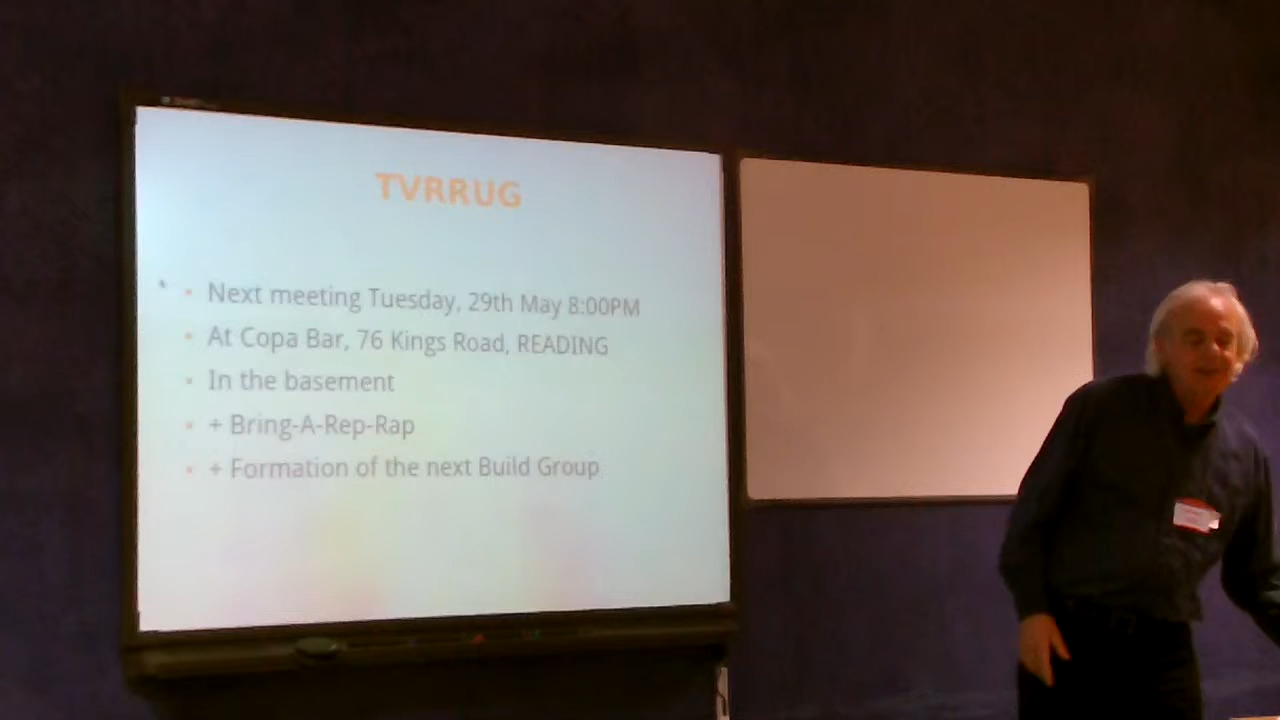 TVRRUG
Next meeting Tuesday, 29th May 8:00PM
At Copa Bar, 76 Kings Road, READING
In the basement
+ Bring-A-Rep-Rap
+ Formation of the next Build Group